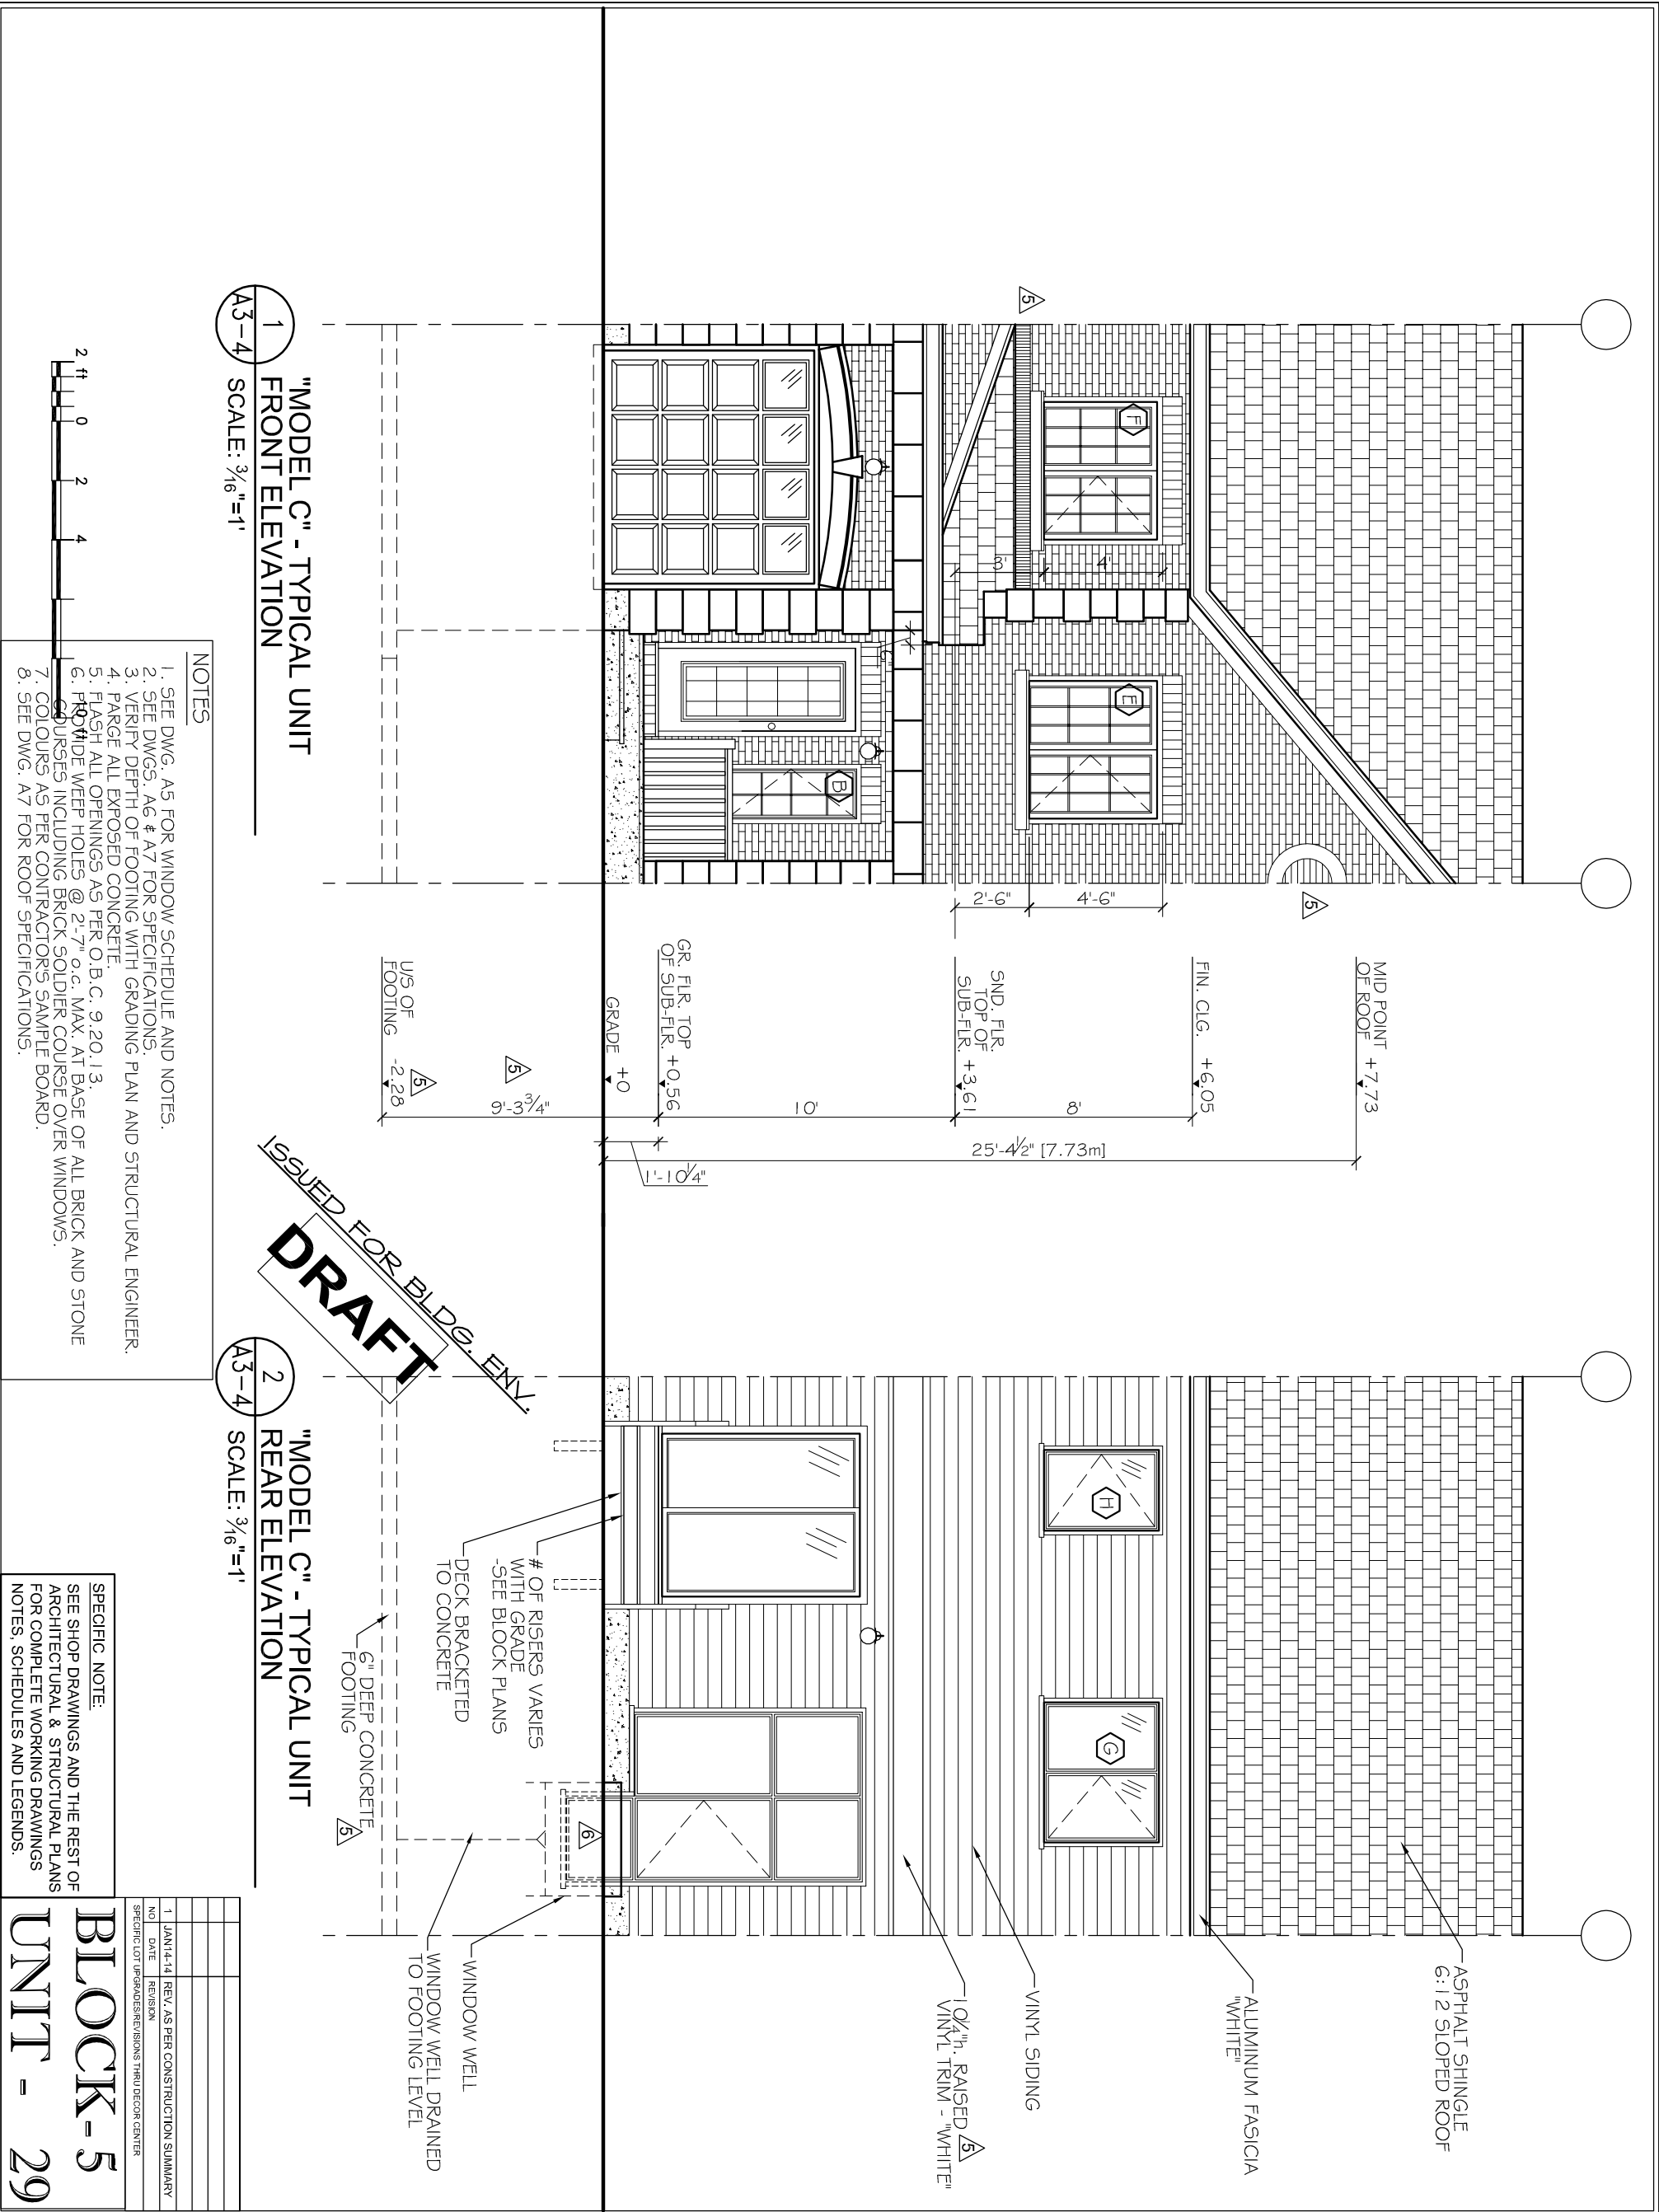 F
E
B
5
5
3'
4'
6"
2'-6"
4'-6"
MID POINT
OF ROOF +7.73
FIN. CLG. +6.05
SND. FLR.
TOP OF
SUB-FLR. +3.61
GR. FLR. TOP
OF SUB-FLR. +0.56
GRADE +0
U/S OF
FOOTING -2.28
5
5
8'
10'
9'-3 3/4"
25'-4 1/2" [7.73m]
1'-10 1/4"
H
G
6
ASPHALT SHINGLE
6:12 SLOPED ROOF
ALUMINUM FASICIA
"WHITE"
VINYL SIDING
10 1/4"h. RAISED 5
VINYL TRIM - "WHITE"
WINDOW WELL
WINDOW WELL DRAINED
TO FOOTING LEVEL
# OF RISERS VARIES
WITH GRADE
-SEE BLOCK PLANS
DECK BRACKETED
TO CONCRETE
6" DEEP CONCRETE
FOOTING
5
ISSUED FOR BLDG. ENV.
DRAFT
1
A3-4
"MODEL C" - TYPICAL UNIT
FRONT ELEVATION
SCALE: 3/16"=1'
2
A3-4
"MODEL C" - TYPICAL UNIT
REAR ELEVATION
SCALE: 3/16"=1'
2 ft 0 2 4 10 ft
NOTES
1. SEE DWG. A5 FOR WINDOW SCHEDULE AND NOTES.
2. SEE DWGS. A6 & A7 FOR SPECIFICATIONS.
3. VERIFY DEPTH OF FOOTING WITH GRADING PLAN AND STRUCTURAL ENGINEER.
4. PARGE ALL EXPOSED CONCRETE.
5. FLASH ALL OPENINGS AS PER O.B.C. 9.20.13.
6. PROVIDE WEEP HOLES @ 2'-7" o.c. MAX. AT BASE OF ALL BRICK AND STONE
COURSES INCLUDING BRICK SOLDIER COURSE OVER WINDOWS.
7. COLOURS AS PER CONTRACTOR'S SAMPLE BOARD.
8. SEE DWG. A7 FOR ROOF SPECIFICATIONS.
SPECIFIC NOTE:
SEE SHOP DRAWINGS AND THE REST OF
ARCHITECTURAL & STRUCTURAL PLANS
FOR COMPLETE WORKING DRAWINGS
NOTES, SCHEDULES AND LEGENDS.
1 JAN14-14 REV. AS PER CONSTRUCTION SUMMARY
NO DATE REVISION
SPECIFIC LOT UPGRADES/REVISIONS THRU DECOR CENTER
BLOCK- 5
UNIT - 29